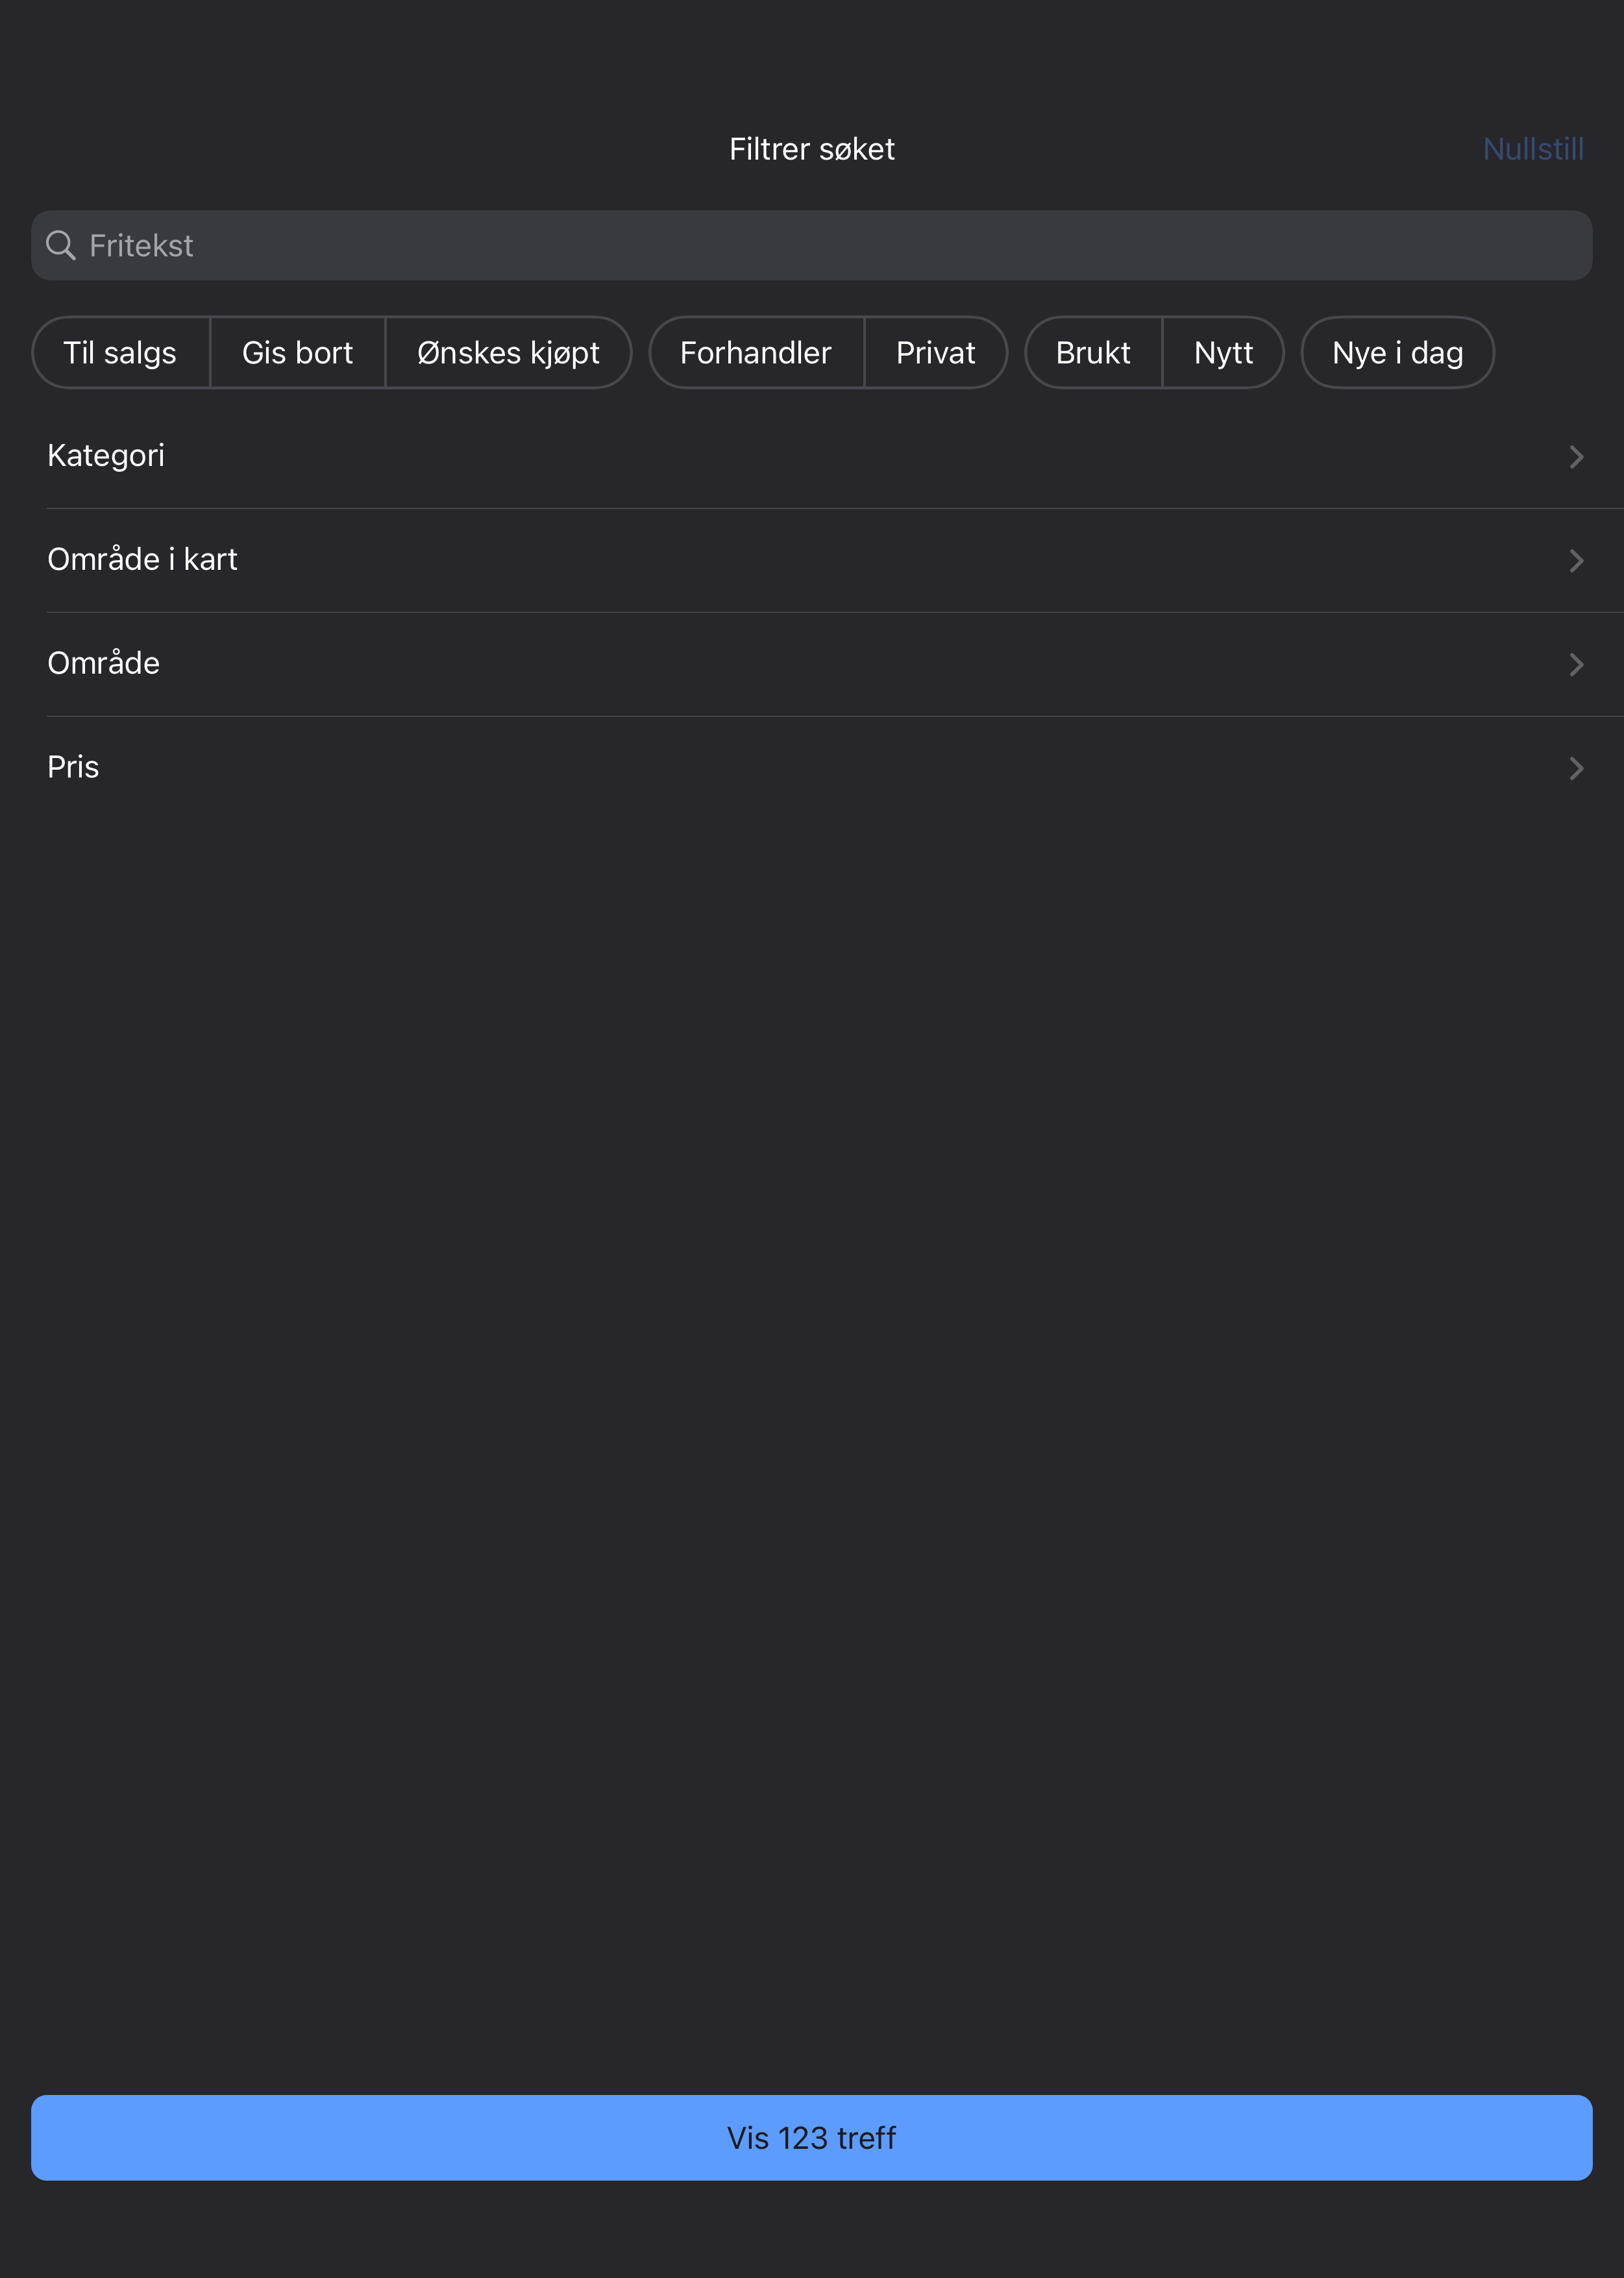 Filtrer søket Nullstill
Fritekst
Til salgs Gis bort Ønskes kjøpt Forhandler Privat Brukt Nytt Nye i dag
Kategori
Område i kart
Område
Pris
Vis 123 treff